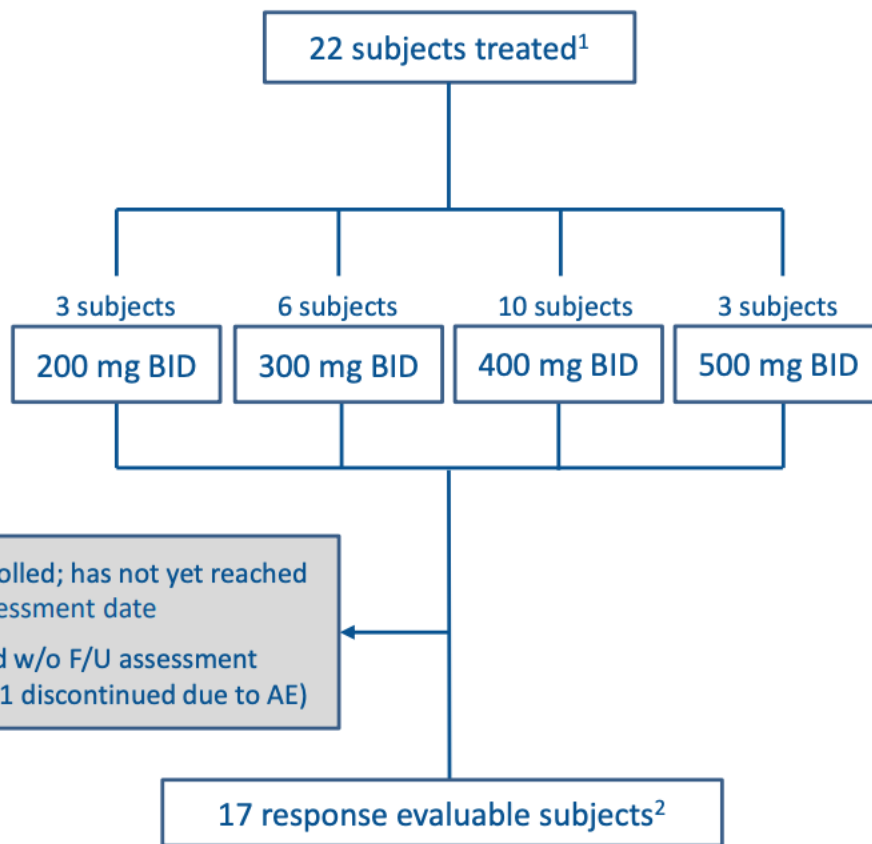 22 subjects treated¹
3 subjects
6 subjects
10 subjects
3 subjects
200 mg BID
300 mg BID
400 mg BID
500 mg BID
has not yet reached
date
w/o F/U assessment
1 discontinued due to AE)
17 response evaluable subjects²